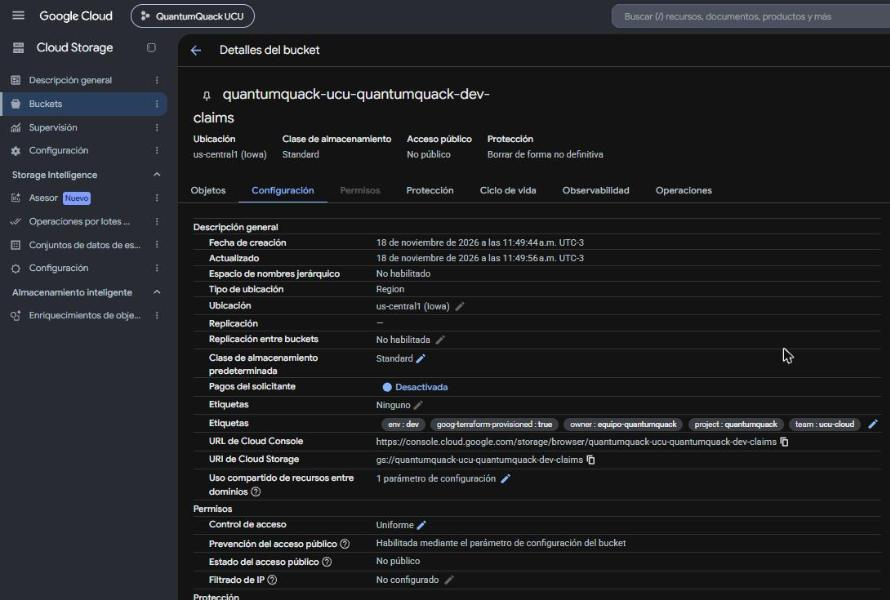 Google Cloud
QuantumQuack UCU
Buscar (/) recursos, documentos, productos y más
Cloud Storage
Descripción general
Buckets
Supervisión
Configuración
Storage Intelligence
Asesor Nuevo
Operaciones por lotes ...
Conjuntos de datos de es...
Configuración
Almacenamiento inteligente
Enriquecimientos de obje...
Detalles del bucket
quantumquack-ucu-quantumquack-dev-
claims
Ubicación Clase de almacenamiento Acceso público Protección
us-central1 (Iowa) Standard No público Borrar de forma no definitiva
Objetos Configuración Permisos Protección Ciclo de vida Observabilidad Operaciones
Descripción general
Fecha de creación 18 de noviembre de 2026 a las 11:49:44 a.m. UTC-3
Actualizado 18 de noviembre de 2026 a las 11:49:56 a.m. UTC-3
Espacio de nombres jerárquico No habilitado
Tipo de ubicación Region
Ubicación us-central1 (Iowa)
Replicación —
Replicación entre buckets No habilitada
Clase de almacenamiento Standard
predeterminada
Pagos del solicitante Desactivada
Etiquetas Ninguno
Etiquetas env : dev goog-terraform-provisioned : true owner : equipo-quantumquack project : quantumquack team : ucu-cloud
URL de Cloud Console https://console.cloud.google.com/storage/browser/quantumquack-ucu-quantumquack-dev-claims
URI de Cloud Storage gs://quantumquack-ucu-quantumquack-dev-claims
Uso compartido de recursos entre 1 parámetro de configuración
dominios
Permisos
Control de acceso Uniforme
Prevención del acceso público Habilitada mediante el parámetro de configuración del bucket
Estado del acceso público No público
Filtrado de IP No configurado
Protección